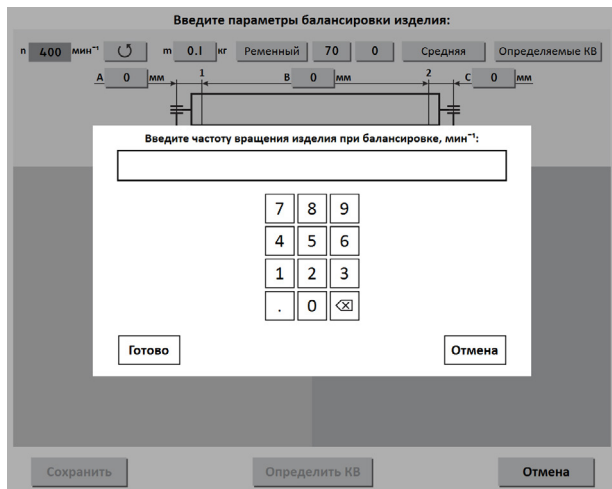 Введите параметры балансировки изделия:
n 400 мин⁻¹ m 0.1 кг Ременный 70 0 Средняя Определяемые КВ
A 0 мм 1 B 0 мм 2 C 0 мм
Введите частоту вращения изделия при балансировке, мин⁻¹:
7 8 9
4 5 6
1 2 3
. 0
Готово Отмена
Сохранить Определить КВ Отмена